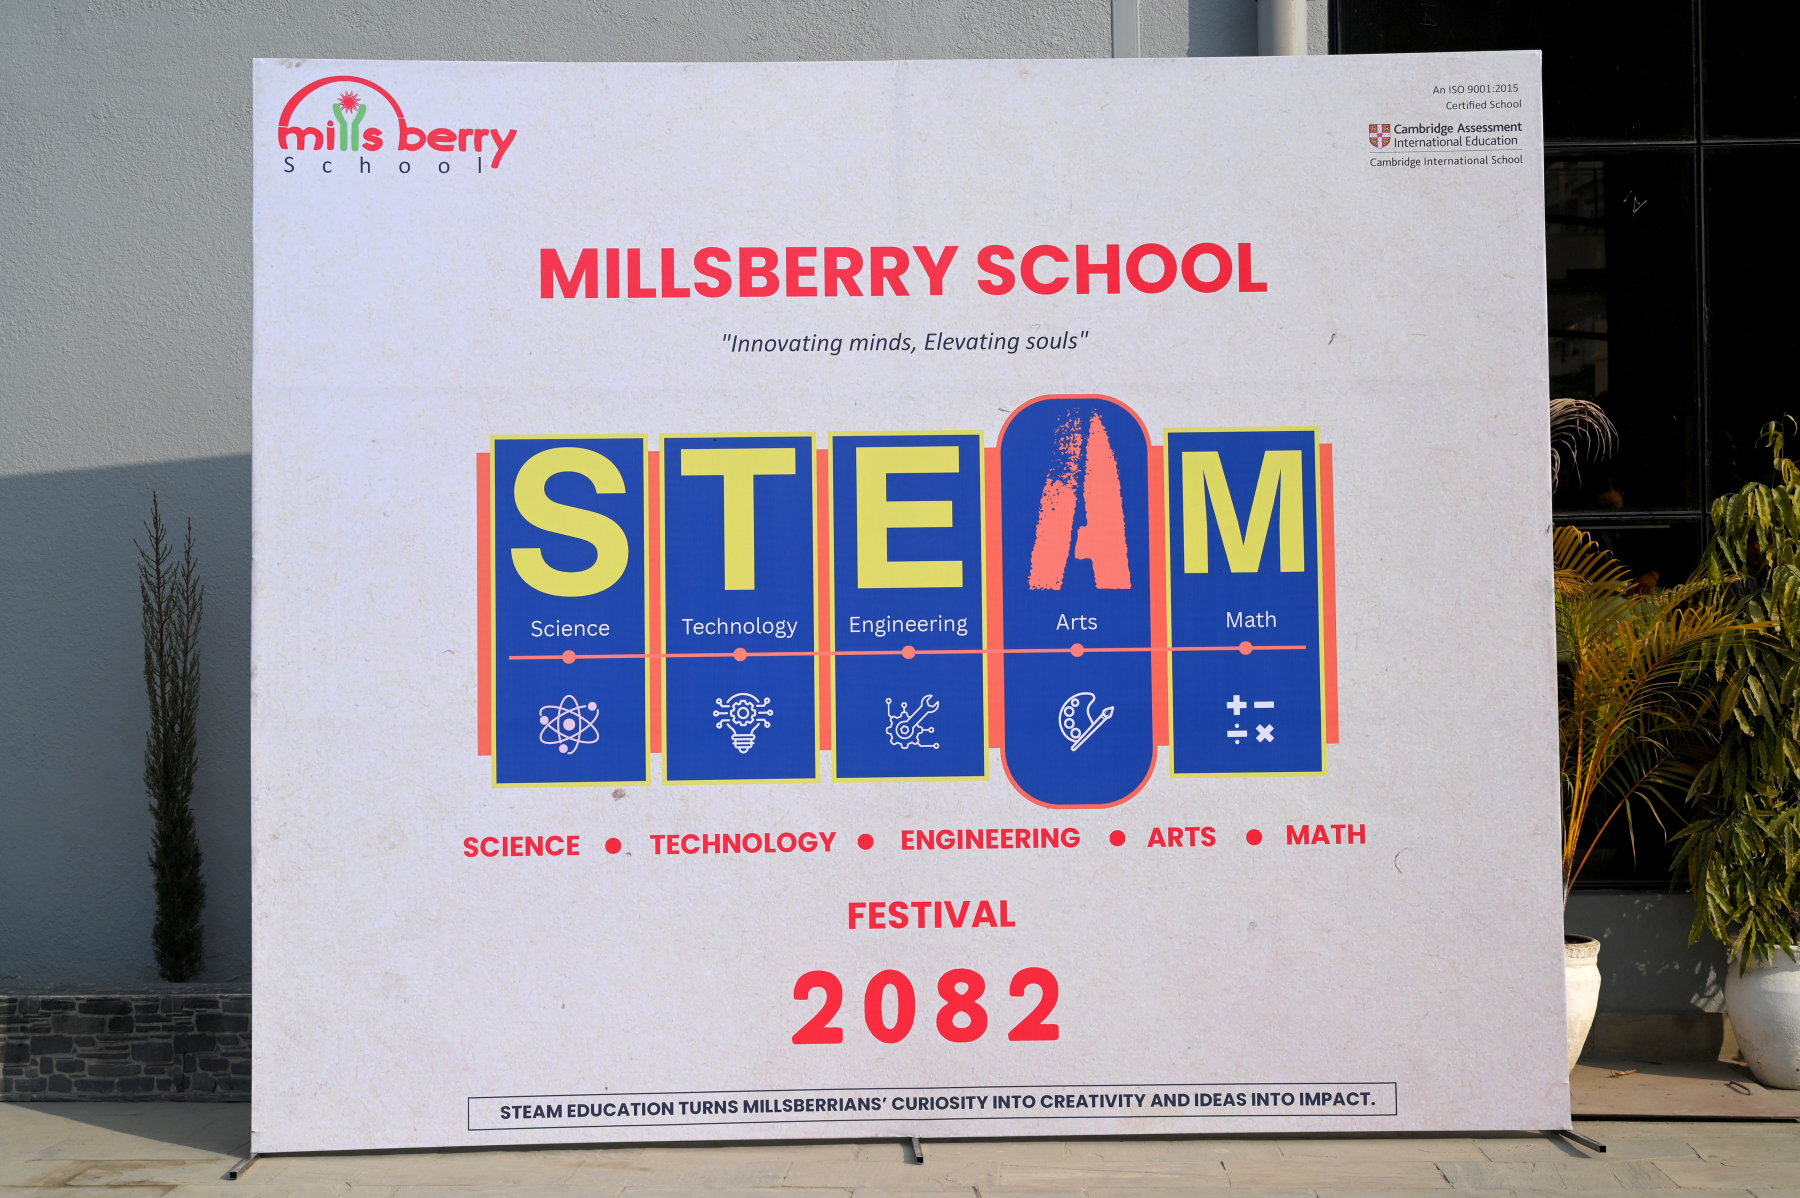 mills berry
School
An ISO 9001:2015
Certified School
Cambridge Assessment
International Education
Cambridge International School
MILLSBERRY SCHOOL
"Innovating minds, Elevating souls"
STEAM
Science Technology Engineering Arts Math
SCIENCE ● TECHNOLOGY ● ENGINEERING ● ARTS ● MATH
FESTIVAL
2082
STEAM EDUCATION TURNS MILLSBERRIANS’ CURIOSITY INTO CREATIVITY AND IDEAS INTO IMPACT.